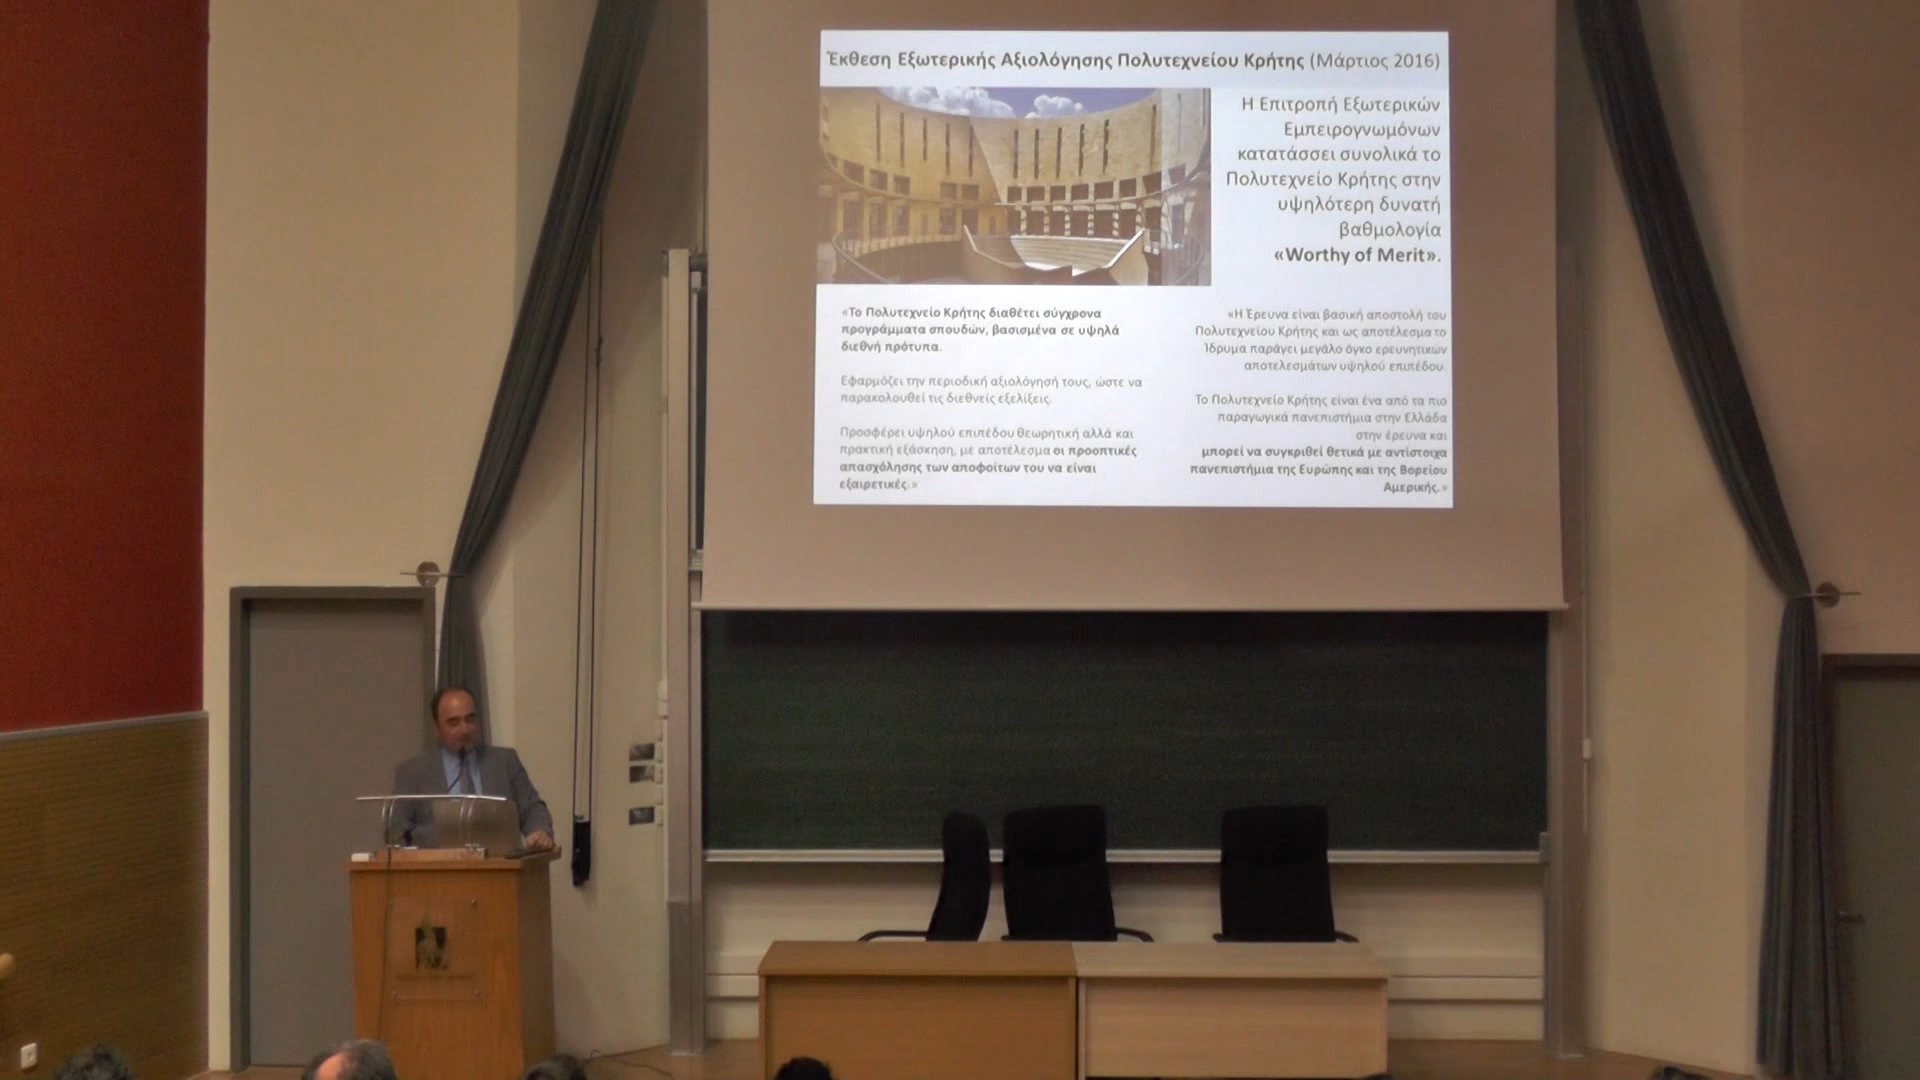 Έκθεση Εξωτερικής Αξιολόγησης Πολυτεχνείου Κρήτης (Μάρτιος 2016)
Η Επιτροπή Εξωτερικών
Εμπειρογνωμόνων
κατατάσσει συνολικά το
Πολυτεχνείο Κρήτης στην
υψηλότερη δυνατή
βαθμολογία
«Worthy of Merit».
«Το Πολυτεχνείο Κρήτης διαθέτει σύγχρονα
προγράμματα σπουδών, βασισμένα σε υψηλά
διεθνή πρότυπα.
Εφαρμόζει την περιοδική αξιολόγησή τους, ώστε να
παρακολουθεί τις διεθνείς εξελίξεις.
Προσφέρει υψηλού επιπέδου θεωρητική αλλά και
πρακτική εξάσκηση, με αποτέλεσμα οι προοπτικές
απασχόλησης των αποφοίτων του να είναι
εξαιρετικές.»
«Η Έρευνα είναι βασική αποστολή του
Πολυτεχνείου Κρήτης και ως αποτέλεσμα το
Ίδρυμα παράγει μεγάλο όγκο ερευνητικών
αποτελεσμάτων υψηλού επιπέδου.
Το Πολυτεχνείο Κρήτης είναι ένα από τα πιο
παραγωγικά πανεπιστήμια στην Ελλάδα
στην έρευνα και
μπορεί να συγκριθεί θετικά με αντίστοιχα
πανεπιστήμια της Ευρώπης και της Βορείου
Αμερικής.»